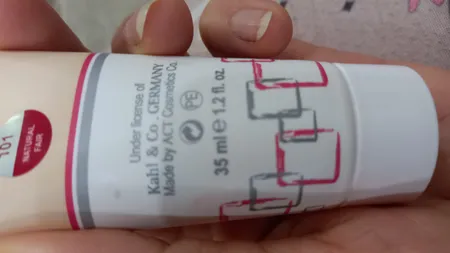 101
NATURAL
FAIR
Under license of
Kahl & Co. GERMANY
Made by ACT Cosmetics Co.
PE
35 ml e 1.2 fl. oz